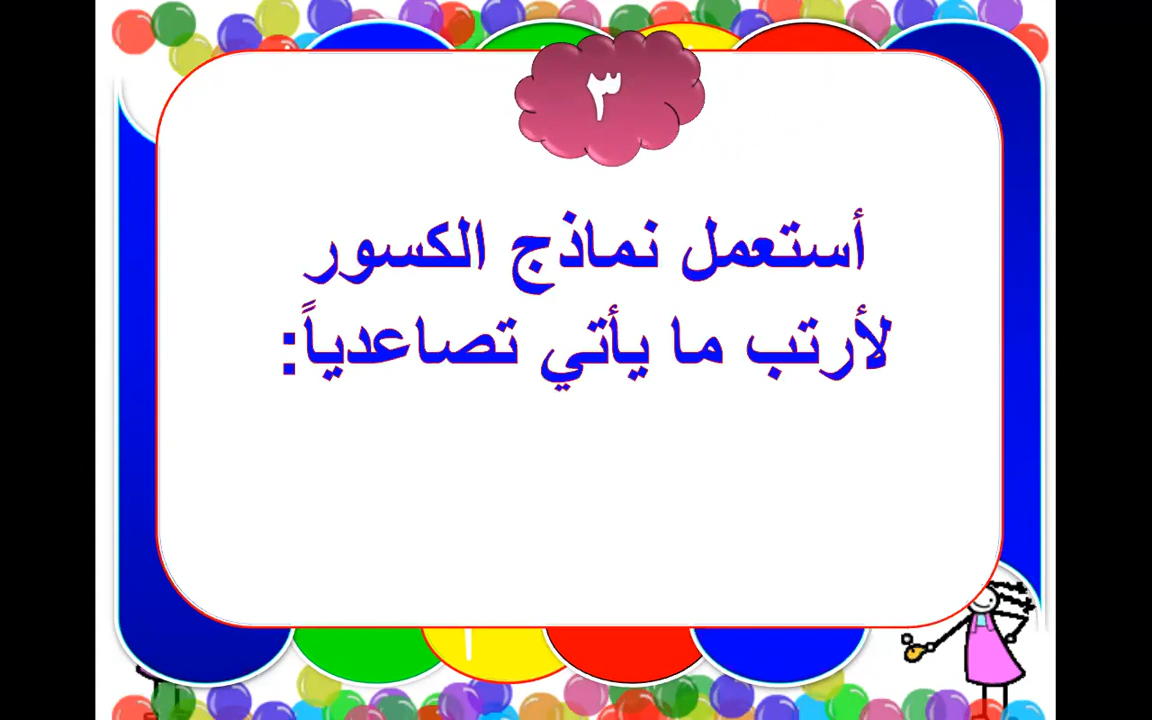 ٣
أستعمل نماذج الكسور
لأرتب ما يأتي تصاعدياً: